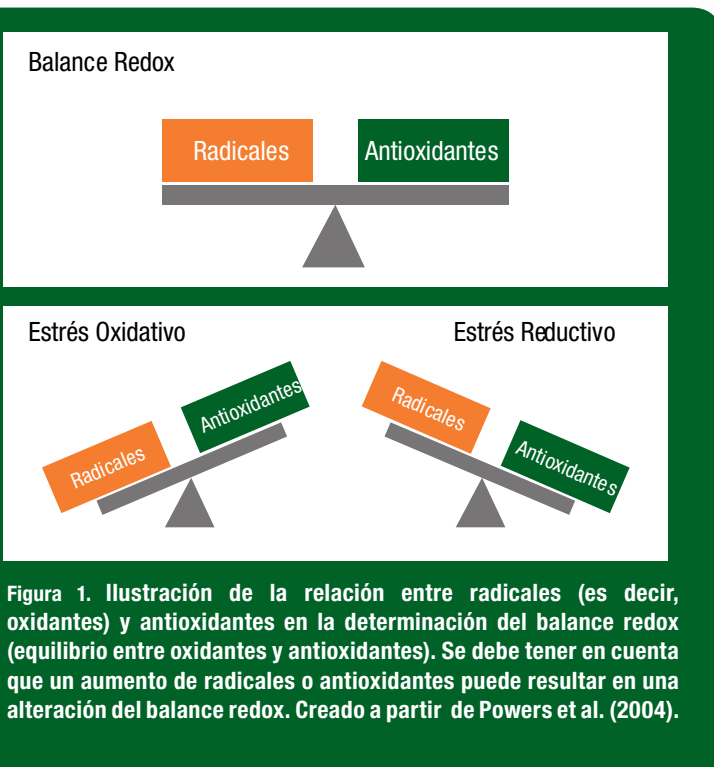 Balance Redox
Radicales
Antioxidantes
Estrés Oxidativo
Estrés Reductivo
Radicales
Antioxidantes
Radicales
Antioxidantes
Figura 1. Ilustración de la relación entre radicales (es decir,
oxidantes) y antioxidantes en la determinación del balance redox
(equilibrio entre oxidantes y antioxidantes). Se debe tener en cuenta
que un aumento de radicales o antioxidantes puede resultar en una
alteración del balance redox. Creado a partir de Powers et al. (2004).